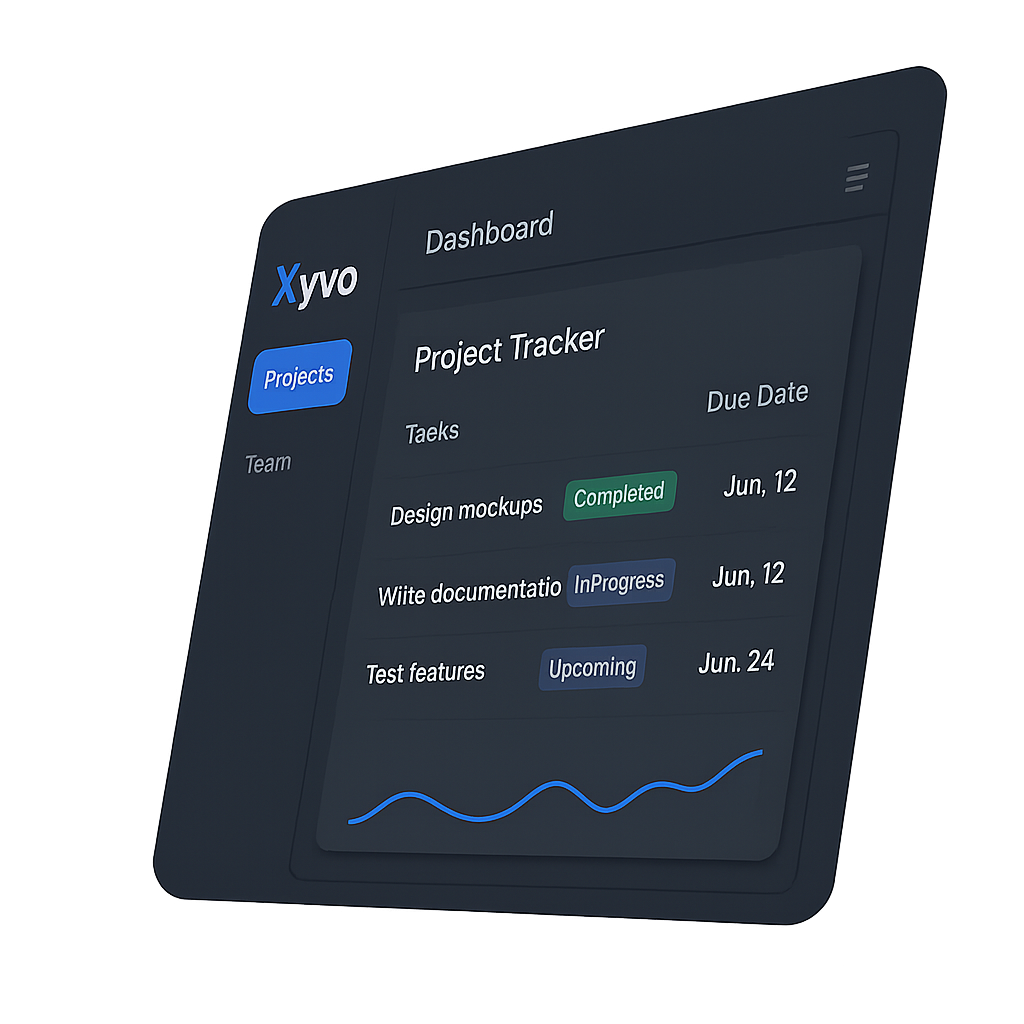 Xyvo
Projects
Team
Dashboard
Project Tracker
Taeks Due Date
Design mockups Completed Jun, 12
Wiite documentatio InProgress Jun, 12
Test features Upcoming Jun. 24